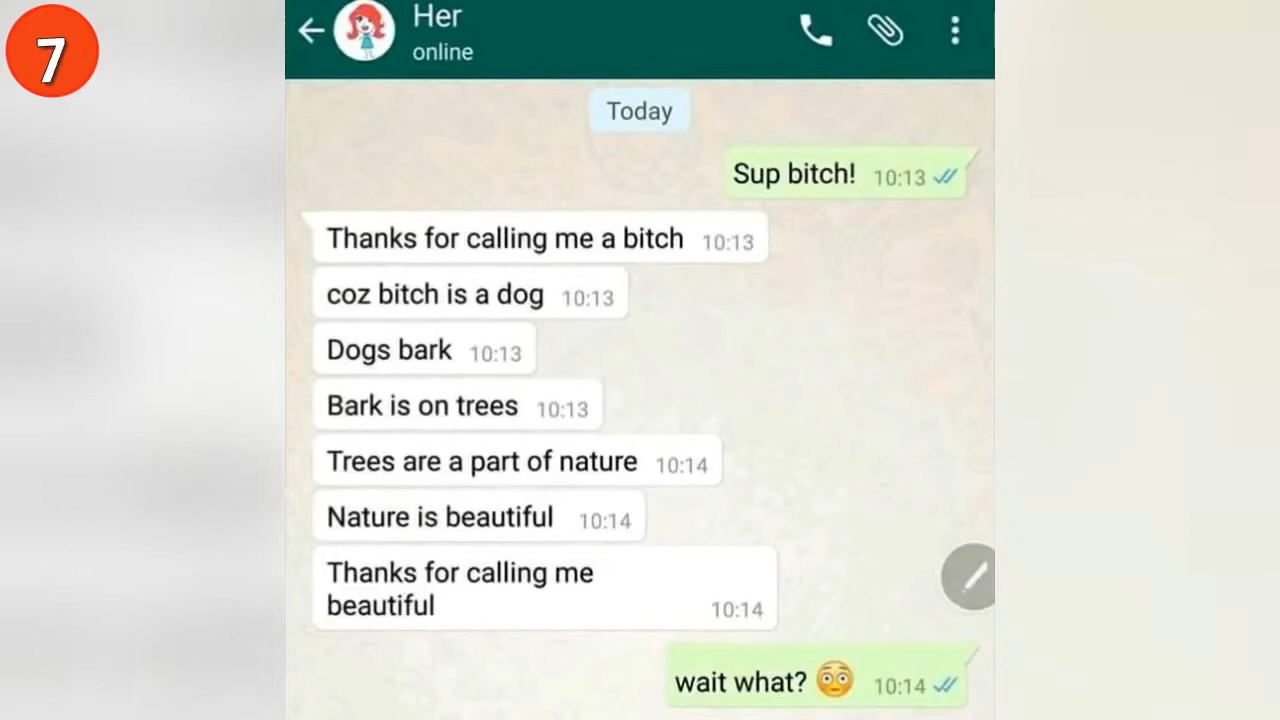 7
Her
online
Today
Sup bitch! 10:13
Thanks for calling me a bitch 10:13
coz bitch is a dog 10:13
Dogs bark 10:13
Bark is on trees 10:13
Trees are a part of nature 10:14
Nature is beautiful 10:14
Thanks for calling me
beautiful 10:14
wait what? 😳 10:14